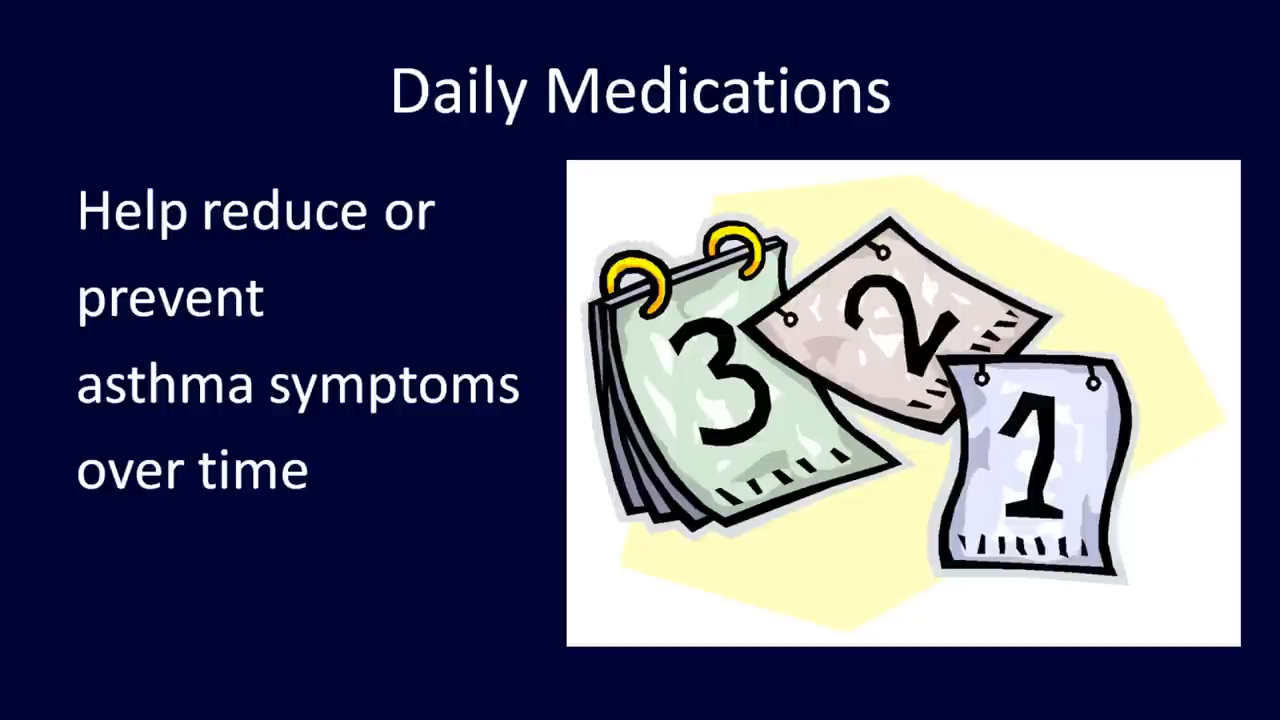 Daily Medications
Help reduce or
prevent
asthma symptoms
over time
3
2
1